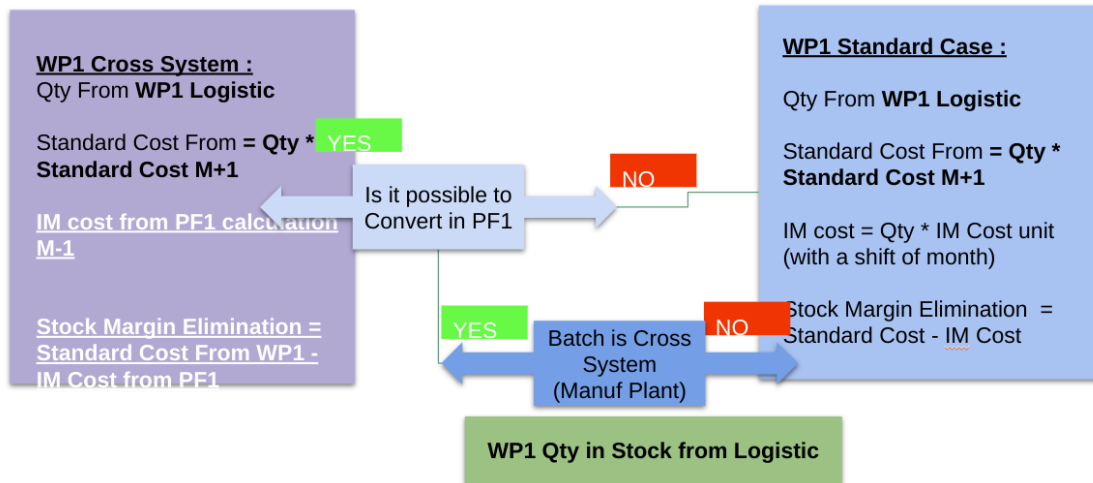 WP1 Cross System :
Qty From WP1 Logistic
Standard Cost From = Qty *
Standard Cost M+1
IM cost from PF1 calculation
M-1
Stock Margin Elimination =
Standard Cost From WP1 -
IM Cost from PF1
YES
Is it possible to
Convert in PF1
NO
WP1 Standard Case :
Qty From WP1 Logistic
Standard Cost From = Qty *
Standard Cost M+1
IM cost = Qty * IM Cost unit
(with a shift of month)
Stock Margin Elimination =
Standard Cost - IM Cost
YES
Batch is Cross
System
(Manuf Plant)
NO
WP1 Qty in Stock from Logistic